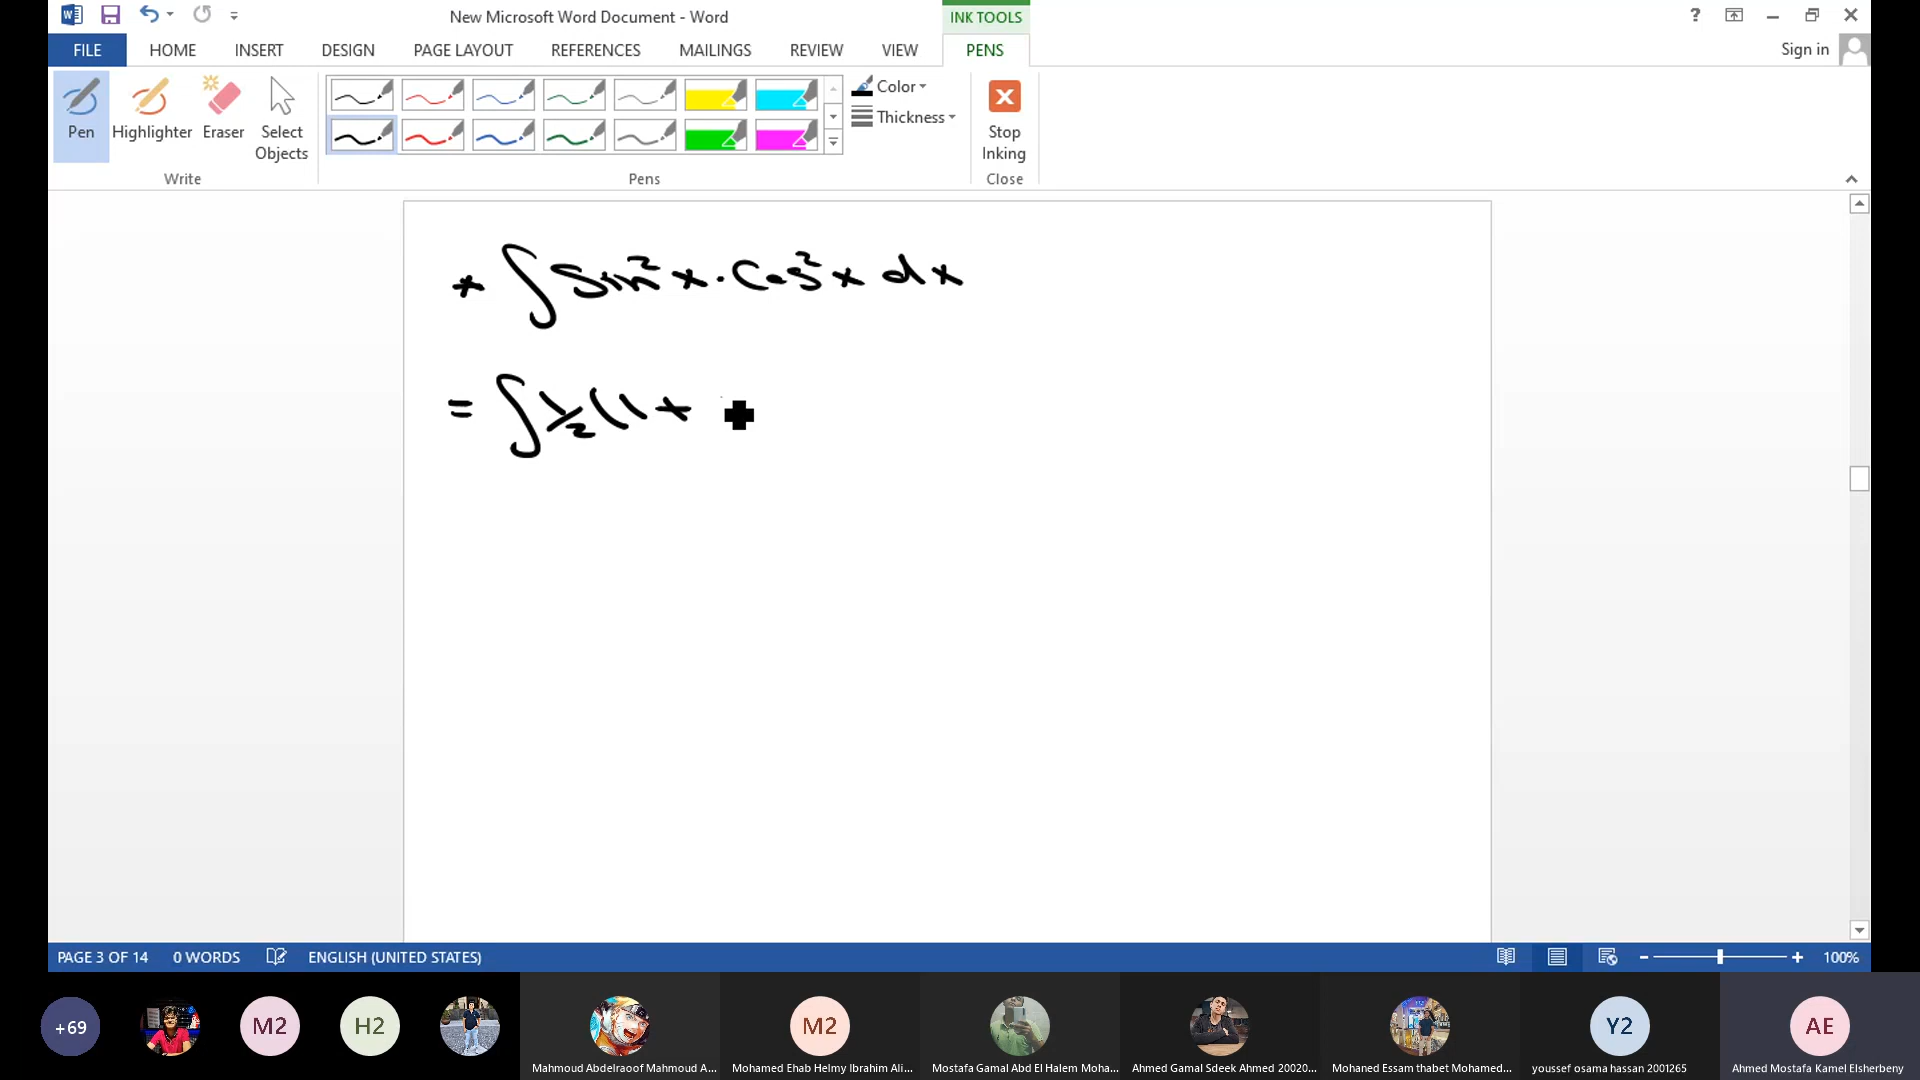 New Microsoft Word Document - Word
INK TOOLS
?
FILE
HOME
INSERT
DESIGN
PAGE LAYOUT
REFERENCES
MAILINGS
REVIEW
VIEW
PENS
Sign in
Pen
Highlighter
Eraser
Select Objects
Color
Thickness
Stop Inking
Write
Pens
Close
* ∫ Sin² x · Cos² x dx
= ∫ 1/2 (1 +
PAGE 3 OF 14
0 WORDS
ENGLISH (UNITED STATES)
100%
+69
M2
H2
M2
Y2
AE
Mahmoud Abdelraoof Mahmoud A...
Mohamed Ehab Helmy Ibrahim Ali...
Mostafa Gamal Abd El Halem Moha...
Ahmed Gamal Sdeek Ahmed 20020...
Mohaned Essam thabet Mohamed...
youssef osama hassan 2001265
Ahmed Mostafa Kamel Elsherbeny